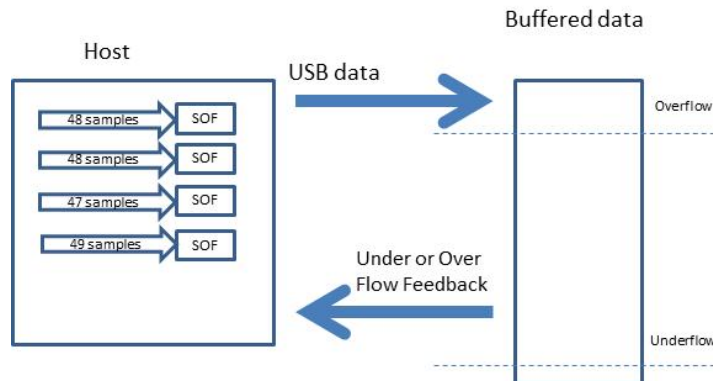 Buffered data
Host
USB data
48 samples SOF
Overflow
48 samples SOF
47 samples SOF
49 samples SOF
Under or Over
Flow Feedback
Underflow